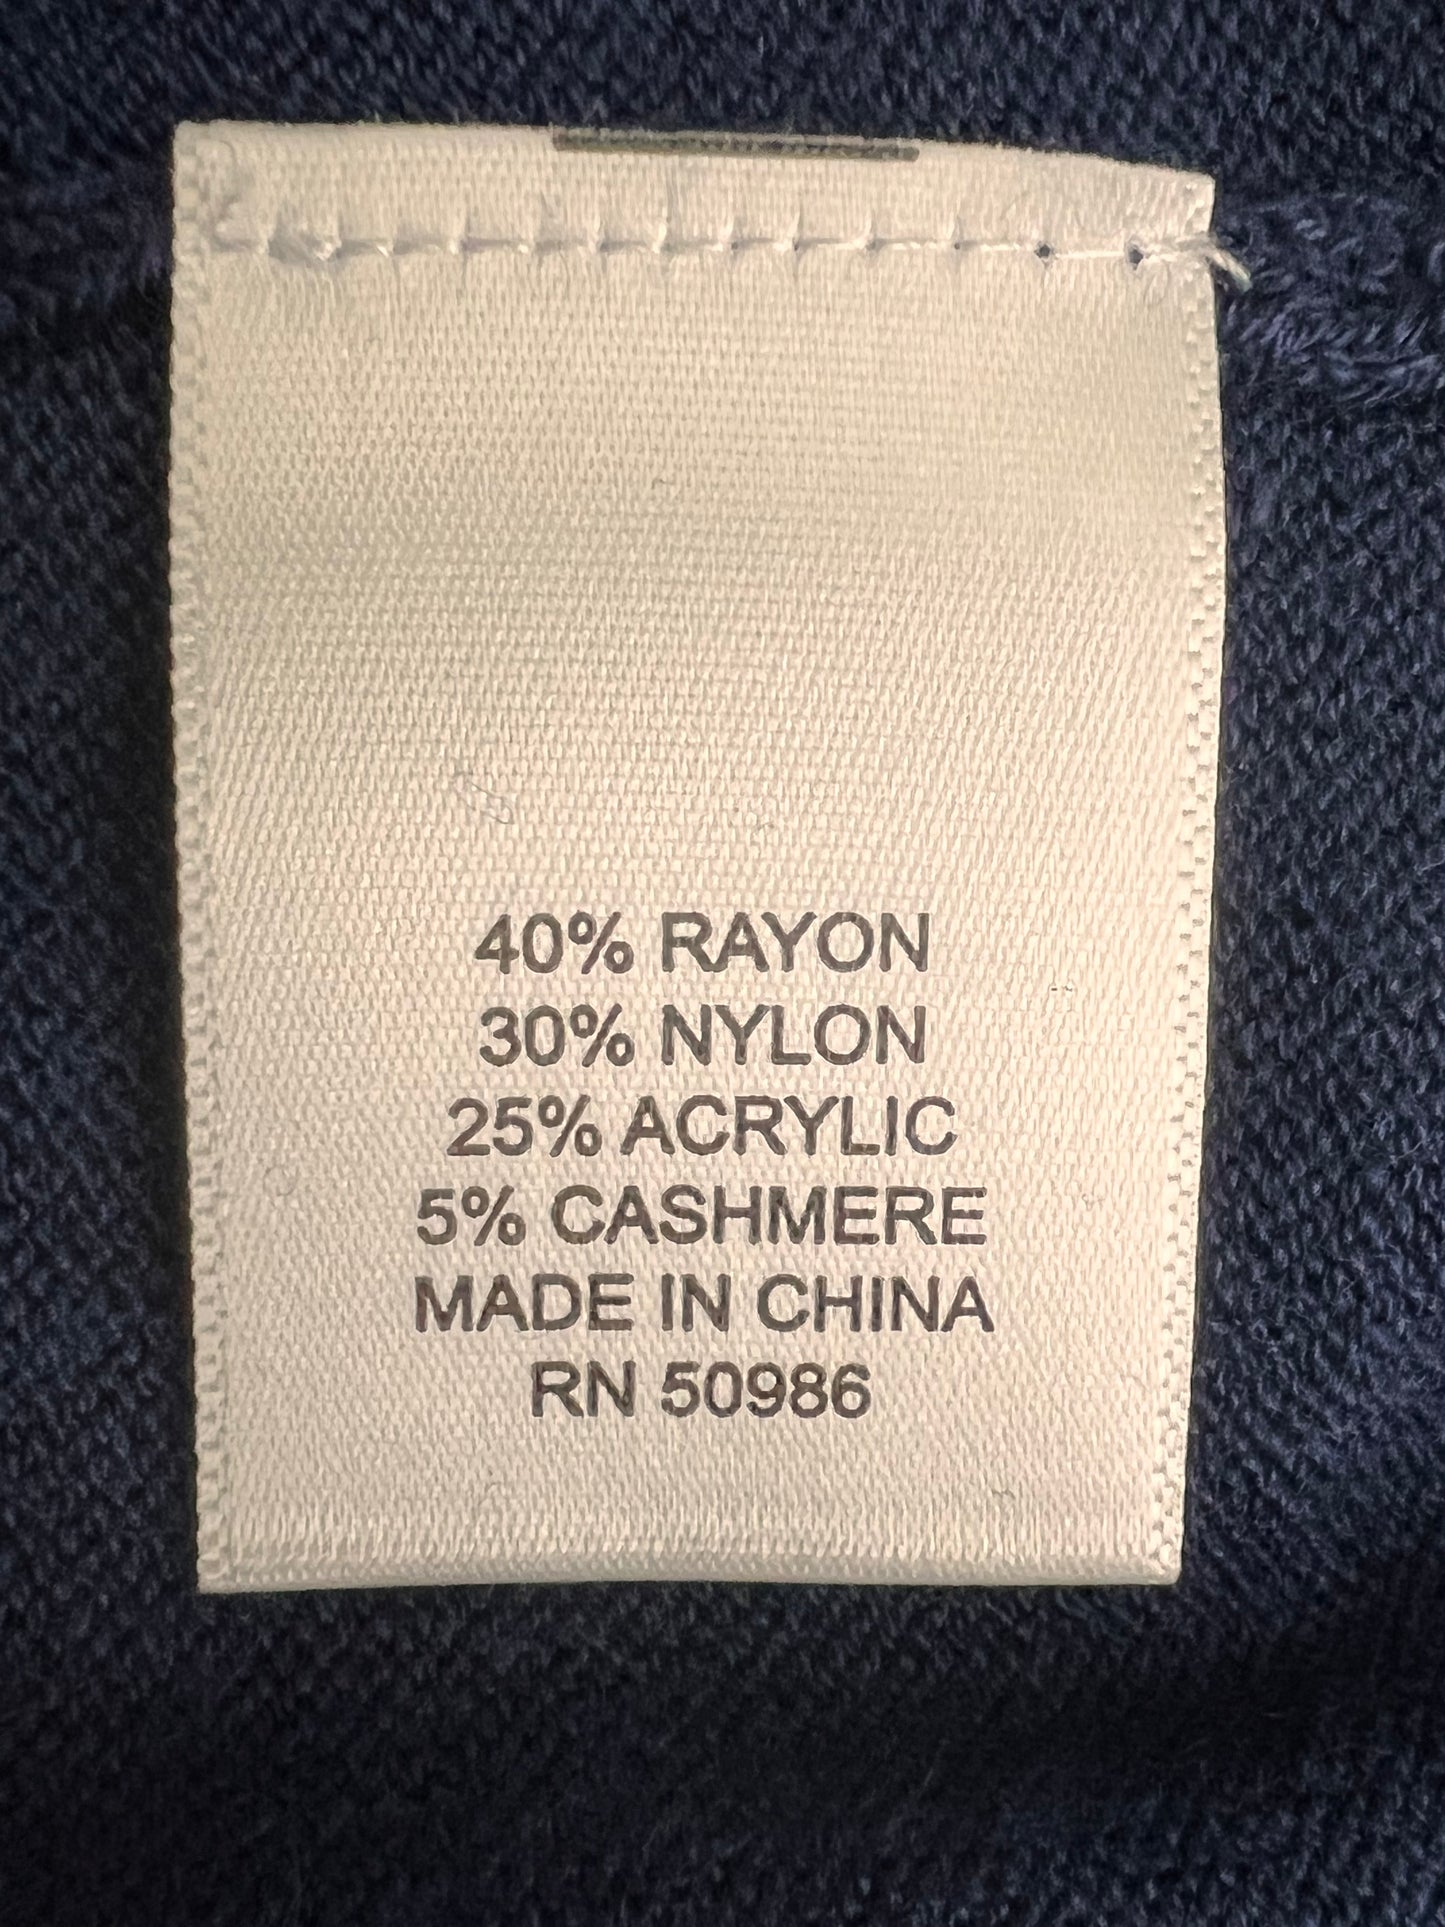 40% RAYON
30% NYLON
25% ACRYLIC
5% CASHMERE
MADE IN CHINA
RN 50986